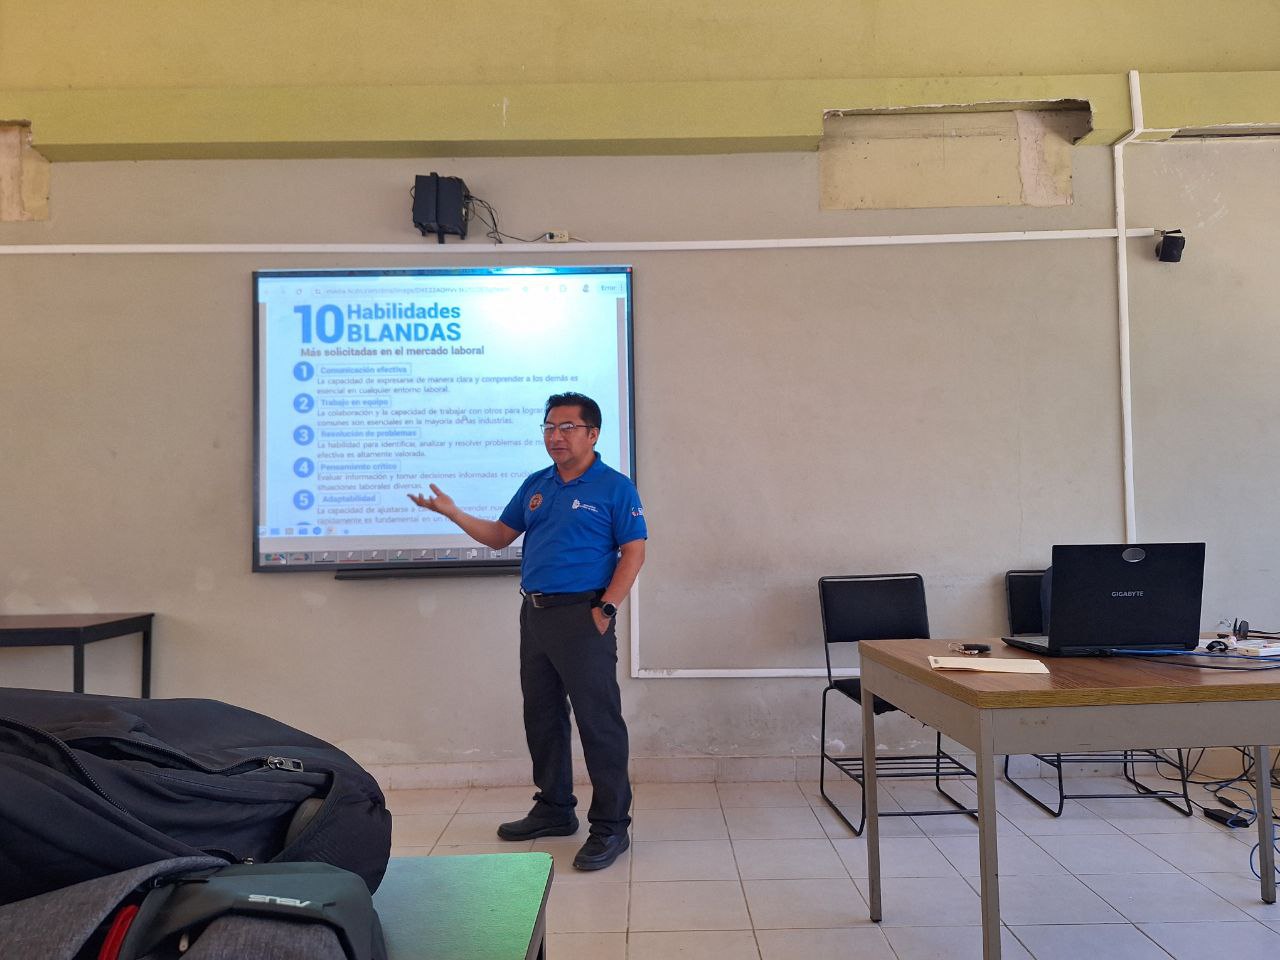 Error
10 Habilidades
BLANDAS
Más solicitadas en el mercado laboral
1 Comunicación efectiva
La capacidad de expresarse de manera clara y comprender a los demás es
esencial en cualquier entorno laboral.
2 Trabajo en equipo
La colaboración y la capacidad de trabajar con otros para lograr
comunes son esenciales en la mayoría de las industrias.
3 Resolución de problemas
La habilidad para identificar, analizar y resolver problemas de
efectiva es altamente valorada.
4 Pensamiento crítico
Evaluar información y tomar decisiones informadas es
situaciones laborales diversas.
5 Adaptabilidad
La capacidad de ajustarse a
rápidamente es fundamental en un
GIGABYTE
ASUS